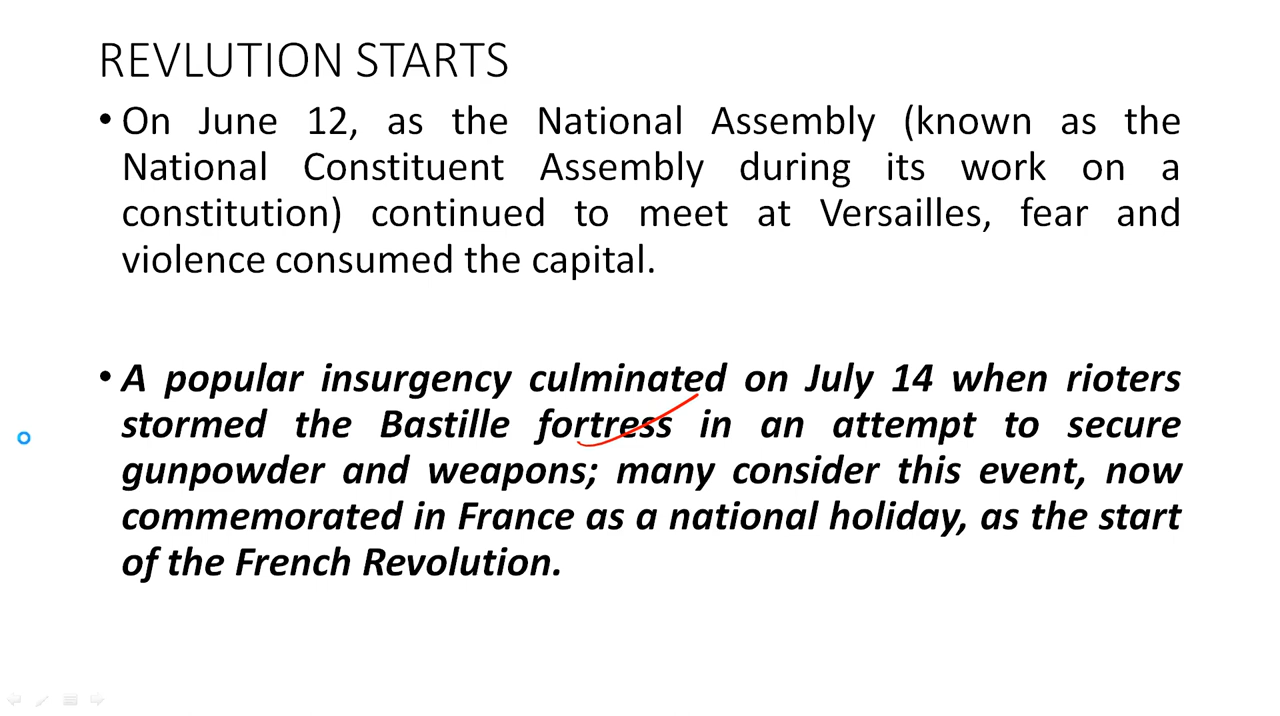 REVLUTION STARTS
• On June 12, as the National Assembly (known as the
National Constituent Assembly during its work on a
constitution) continued to meet at Versailles, fear and
violence consumed the capital.
• A popular insurgency culminated on July 14 when rioters
stormed the Bastille fortress in an attempt to secure
gunpowder and weapons; many consider this event, now
commemorated in France as a national holiday, as the start
of the French Revolution.